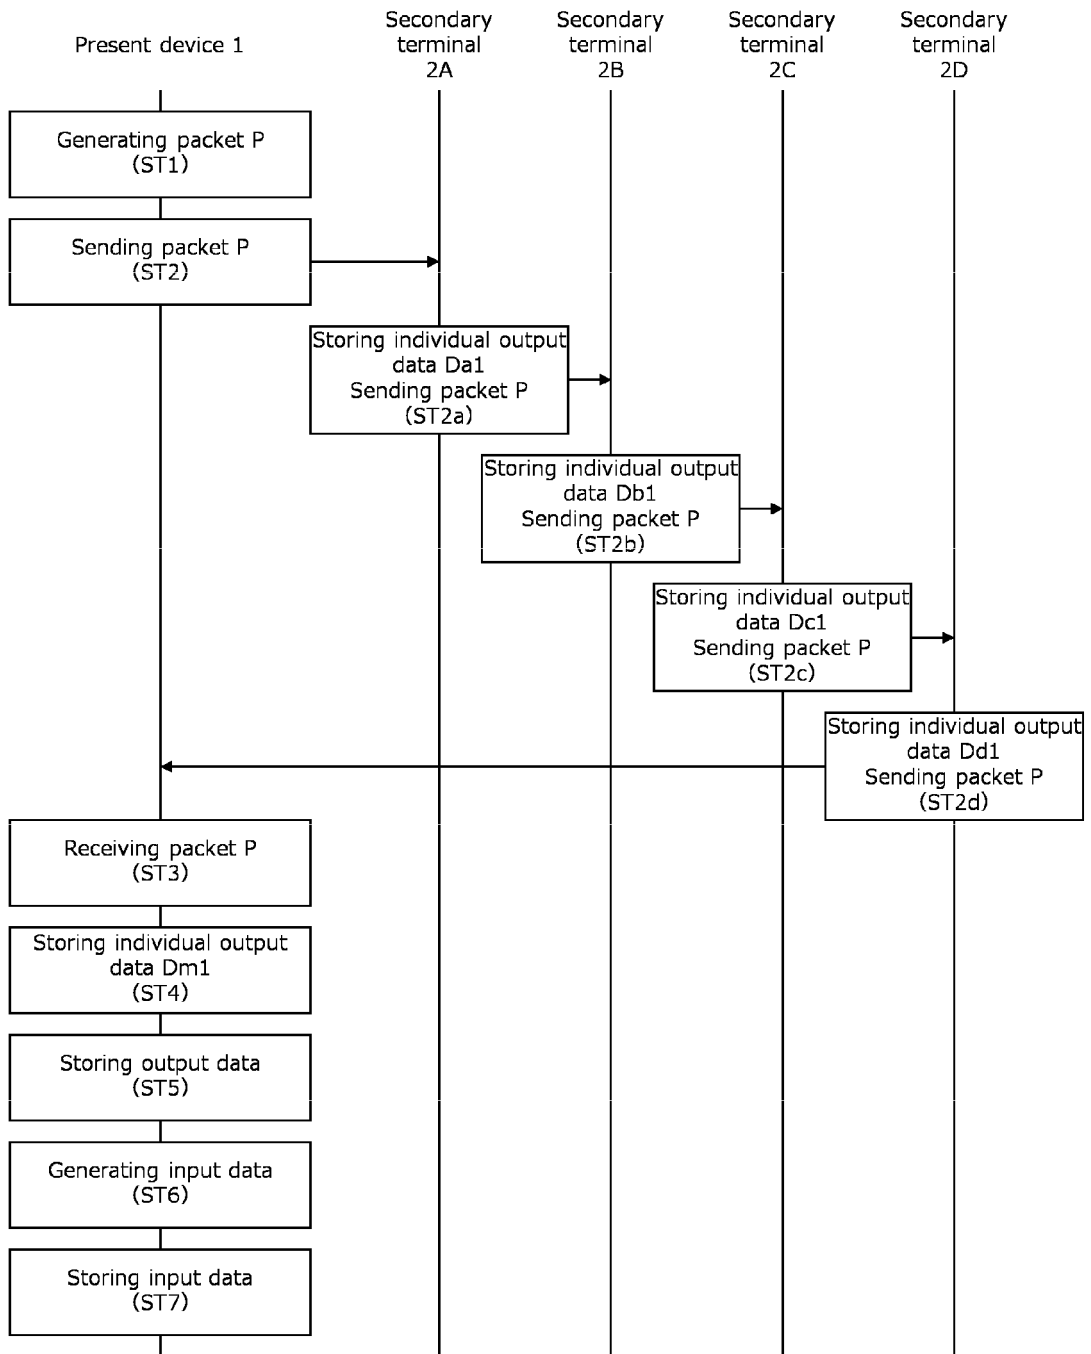 Present device 1
Secondary
terminal
2A
Secondary
terminal
2B
Secondary
terminal
2C
Secondary
terminal
2D
Generating packet P
(ST1)
Sending packet P
(ST2)
Storing individual output
data Da1
Sending packet P
(ST2a)
Storing individual output
data Db1
Sending packet P
(ST2b)
Storing individual output
data Dc1
Sending packet P
(ST2c)
Storing individual output
data Dd1
Sending packet P
(ST2d)
Receiving packet P
(ST3)
Storing individual output
data Dm1
(ST4)
Storing output data
(ST5)
Generating input data
(ST6)
Storing input data
(ST7)